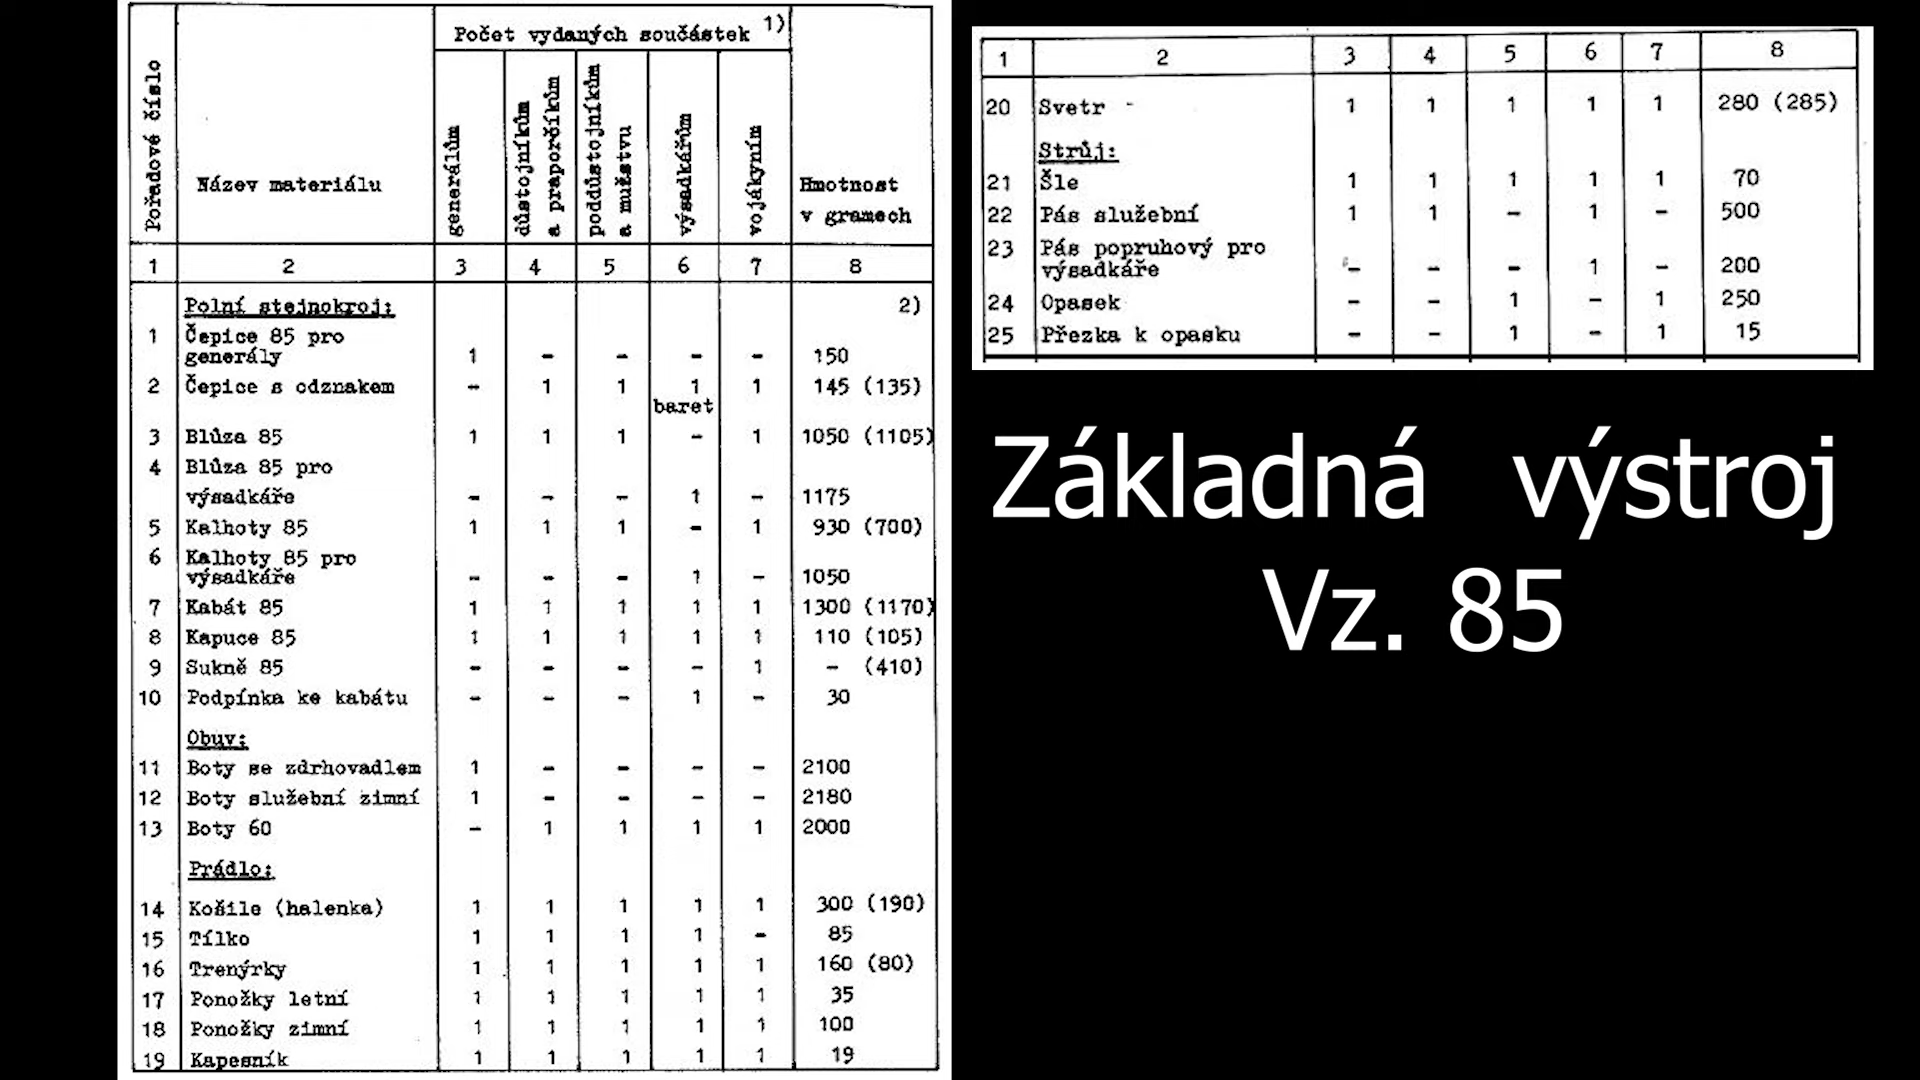 Počet vydaných součástek 1)
Pořadové číslo
Název materiálu
generálům
důstojníkům a praporčíkům
poddůstojníkům a mužstvu
výsadkářům
vojákyním
Hmotnost
v gramech
1 2 3 4 5 6 7 8
Polní stejnokroj: 2)
1 Čepice 85 pro
generály 1 - - - - 150
2 Čepice s odznakem - 1 1 1 1 145 (135)
baret
3 Blůza 85 1 1 1 - 1 1050 (1105)
4 Blůza 85 pro
výsadkáře - - - 1 - 1175
5 Kalhoty 85 1 1 1 - 1 930 (700)
6 Kalhoty 85 pro
výsadkáře - - - 1 - 1050
7 Kabát 85 1 1 1 1 1 1300 (1170)
8 Kapuce 85 1 1 1 1 1 110 (105)
9 Sukně 85 - - - - 1 - (410)
10 Podpínka ke kabátu - - - 1 - 30
Obuv:
11 Boty se zdrhovadlem 1 - - - - 2100
12 Boty služební zimní 1 - - - - 2180
13 Boty 60 - 1 1 1 1 2000
Prádlo:
14 Košile (halenka) 1 1 1 1 1 300 (190)
15 Tílko 1 1 1 1 - 85
16 Trenýrky 1 1 1 1 1 160 (80)
17 Ponožky letní 1 1 1 1 1 35
18 Ponožky zimní 1 1 1 1 1 100
19 Kapesník 1 1 1 1 1 19
1 2 3 4 5 6 7 8
20 Svetr - 1 1 1 1 1 280 (285)
Strůj:
21 Šle 1 1 1 1 1 70
22 Pás služební 1 1 - 1 - 500
23 Pás popruhový pro
výsadkáře - - - 1 - 200
24 Opasek - - 1 - 1 250
25 Přezka k opasku - - 1 - 1 15
Základná výstroj
Vz. 85